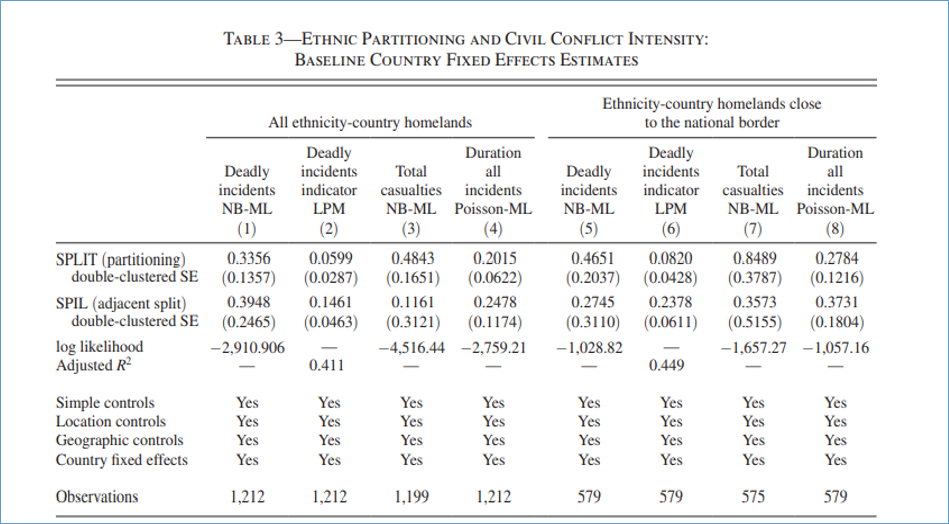 TABLE 3—ETHNIC PARTITIONING AND CIVIL CONFLICT INTENSITY:
BASELINE COUNTRY FIXED EFFECTS ESTIMATES
All ethnicity-country homelands
Ethnicity-country homelands close
to the national border
Deadly incidents NB-ML (1)
Deadly incidents indicator LPM (2)
Total casualties NB-ML (3)
Duration all incidents Poisson-ML (4)
Deadly incidents NB-ML (5)
Deadly incidents indicator LPM (6)
Total casualties NB-ML (7)
Duration all incidents Poisson-ML (8)
SPLIT (partitioning) 0.3356 0.0599 0.4843 0.2015 0.4651 0.0820 0.8489 0.2784
double-clustered SE (0.1357) (0.0287) (0.1651) (0.0622) (0.2037) (0.0428) (0.3787) (0.1216)
SPIL (adjacent split) 0.3948 0.1461 0.1161 0.2478 0.2745 0.2378 0.3573 0.3731
double-clustered SE (0.2465) (0.0463) (0.3121) (0.1174) (0.3110) (0.0611) (0.5155) (0.1804)
log likelihood −2,910.906 — −4,516.44 −2,759.21 −1,028.82 — −1,657.27 −1,057.16
Adjusted R² — 0.411 — — — 0.449 — —
Simple controls Yes Yes Yes Yes Yes Yes Yes Yes
Location controls Yes Yes Yes Yes Yes Yes Yes Yes
Geographic controls Yes Yes Yes Yes Yes Yes Yes Yes
Country fixed effects Yes Yes Yes Yes Yes Yes Yes Yes
Observations 1,212 1,212 1,199 1,212 579 579 575 579